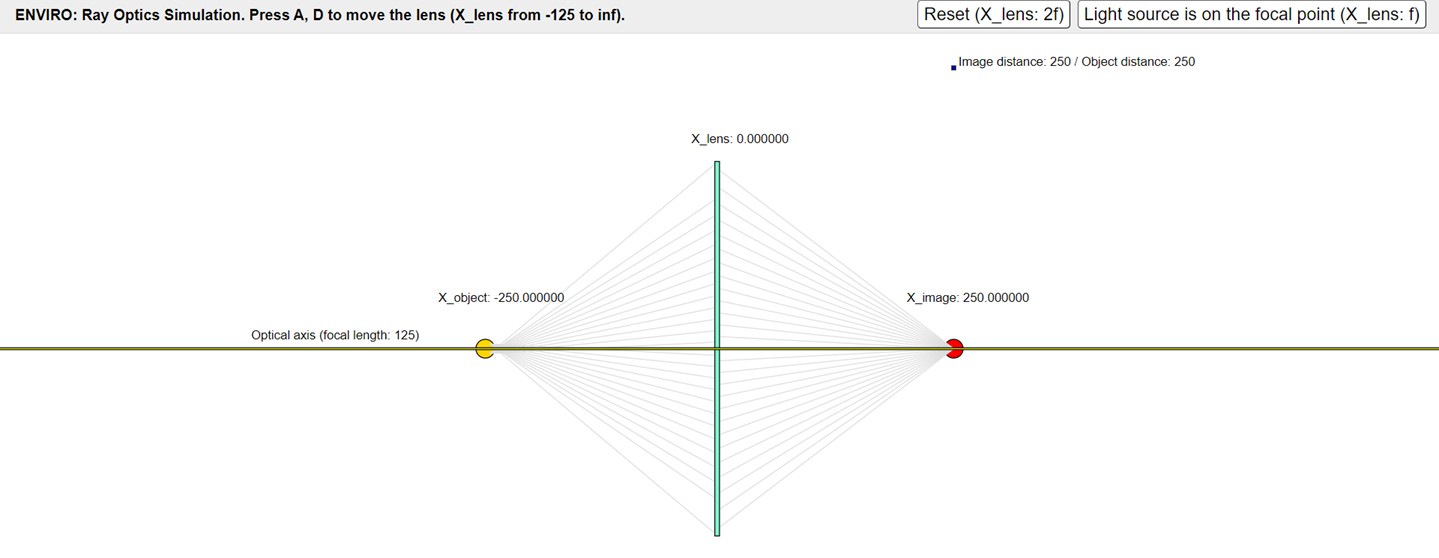 ENVIRO: Ray Optics Simulation. Press A, D to move the lens (X_lens from -125 to inf).
Reset (X_lens: 2f)
Light source is on the focal point (X_lens: f)
Image distance: 250 / Object distance: 250
X_lens: 0.000000
X_object: -250.000000
X_image: 250.000000
Optical axis (focal length: 125)